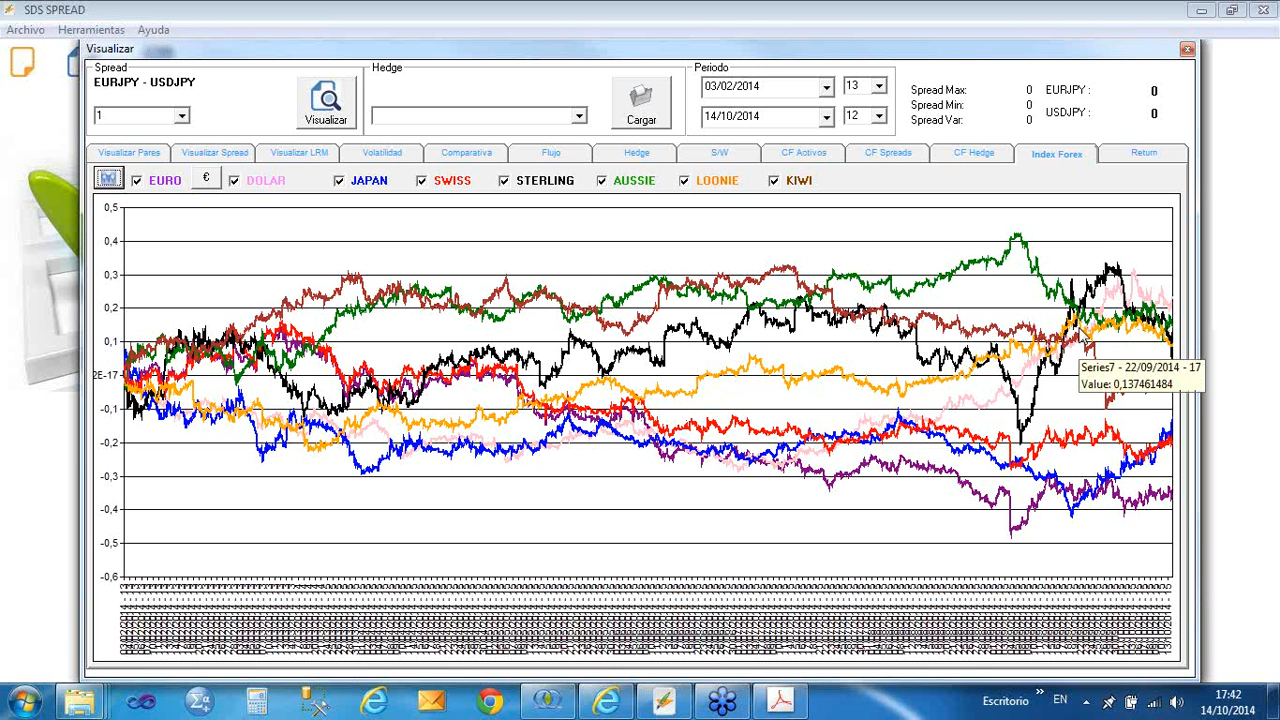 SDS SPREAD
Archivo Herramientas Ayuda
Visualizar
Spread Hedge Periodo
EURJPY - USDJPY
1
Visualizar
Cargar
03/02/2014 13
14/10/2014 12
Spread Max: 0 EURJPY : 0
Spread Min: 0
Spread Var: 0 USDJPY : 0
Visualizar Pares Visualizar Spread Visualizar LRM Volatilidad Comparativa Flujo Hedge S/W CF Activos CF Spreads CF Hedge Index Forex Return
EURO € DOLAR JAPAN SWISS STERLING AUSSIE LOONIE KIWI
0,5
0,4
0,3
0,2
0,1
2E-17
-0,1
-0,2
-0,3
-0,4
-0,5
-0,6
Series7 - 22/09/2014 - 17
Value: 0,137461484
Escritorio » EN 17:42
14/10/2014